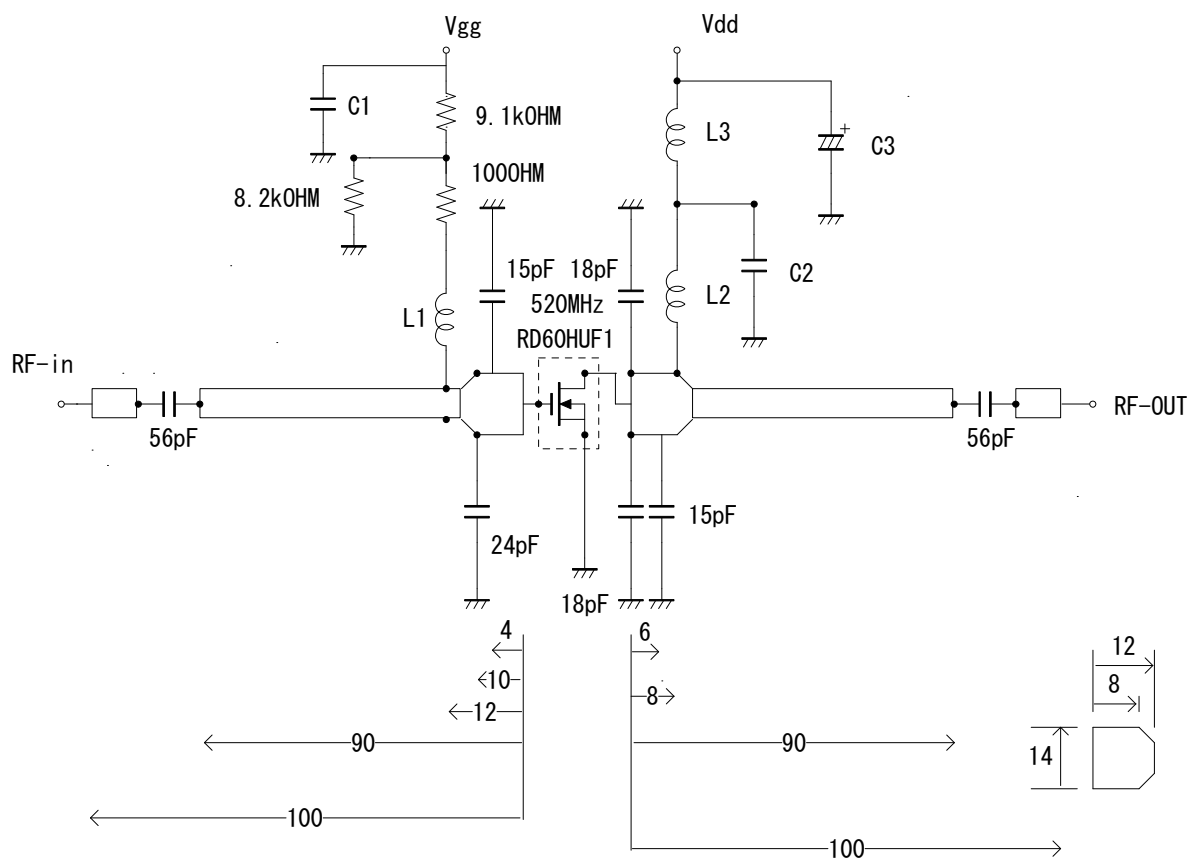 Vgg
Vdd
C1
9.1kOHM
L3
C3
+
100OHM
8.2kOHM
15pF
18pF
L2
C2
520MHz
L1
RD60HUF1
RF-in
RF-OUT
56pF
56pF
24pF
15pF
18pF
4
6
12
10
8
8
12
90
90
14
100
100